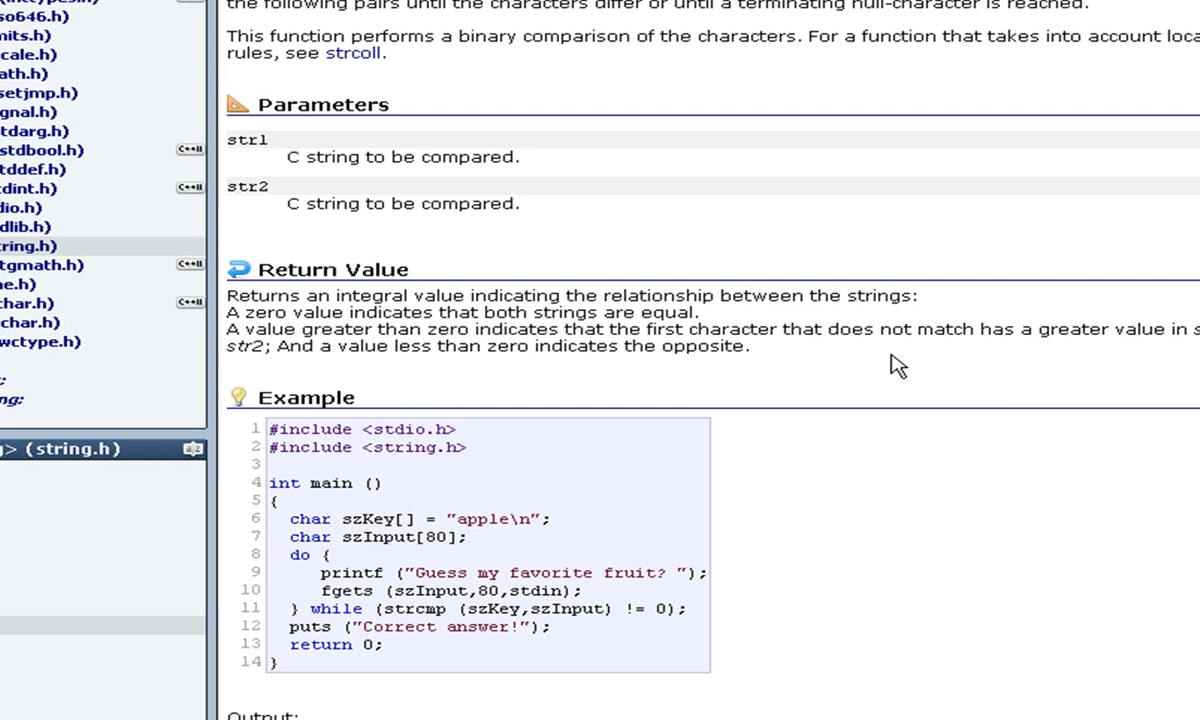 so646.h)
mits.h)
cale.h)
ath.h)
setjmp.h)
gnal.h)
tdarg.h)
stdbool.h)
tddef.h)
tdint.h)
dio.h)
dlib.h)
ring.h)
tgmath.h)
ne.h)
char.h)
char.h)
wctype.h)
:
ng:
g> (string.h)
a|z
C++11
C++11
C++11
C++11
the following pairs until the characters differ or until a terminating null-character is reached.
This function performs a binary comparison of the characters. For a function that takes into account loca
rules, see strcoll.
Parameters
str1
C string to be compared.
str2
C string to be compared.
Return Value
Returns an integral value indicating the relationship between the strings:
A zero value indicates that both strings are equal.
A value greater than zero indicates that the first character that does not match has a greater value in s
str2; And a value less than zero indicates the opposite.
Example
1 #include <stdio.h>
2 #include <string.h>
3
4 int main ()
5 {
6 char szKey[] = "apple\n";
7 char szInput[80];
8 do {
9 printf ("Guess my favorite fruit? ");
10 fgets (szInput,80,stdin);
11 } while (strcmp (szKey,szInput) != 0);
12 puts ("Correct answer!");
13 return 0;
14 }
Output: